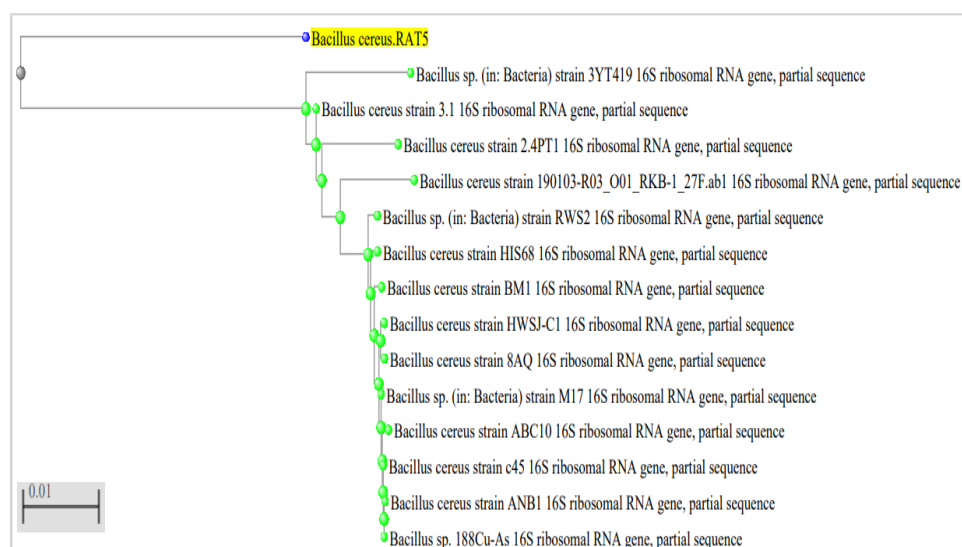 Bacillus cereus.RAT5
Bacillus sp. (in: Bacteria) strain 3YT419 16S ribosomal RNA gene, partial sequence
Bacillus cereus strain 3.1 16S ribosomal RNA gene, partial sequence
Bacillus cereus strain 2.4PT1 16S ribosomal RNA gene, partial sequence
Bacillus cereus strain 190103-R03_O01_RKB-1_27F.ab1 16S ribosomal RNA gene, partial sequence
Bacillus sp. (in: Bacteria) strain RWS2 16S ribosomal RNA gene, partial sequence
Bacillus cereus strain HIS68 16S ribosomal RNA gene, partial sequence
Bacillus cereus strain BM1 16S ribosomal RNA gene, partial sequence
Bacillus cereus strain HWSJ-C1 16S ribosomal RNA gene, partial sequence
Bacillus cereus strain 8AQ 16S ribosomal RNA gene, partial sequence
Bacillus sp. (in: Bacteria) strain M17 16S ribosomal RNA gene, partial sequence
Bacillus cereus strain ABC10 16S ribosomal RNA gene, partial sequence
Bacillus cereus strain c45 16S ribosomal RNA gene, partial sequence
0.01
Bacillus cereus strain ANB1 16S ribosomal RNA gene, partial sequence
Bacillus sp. 188Cu-As 16S ribosomal RNA gene, partial sequence